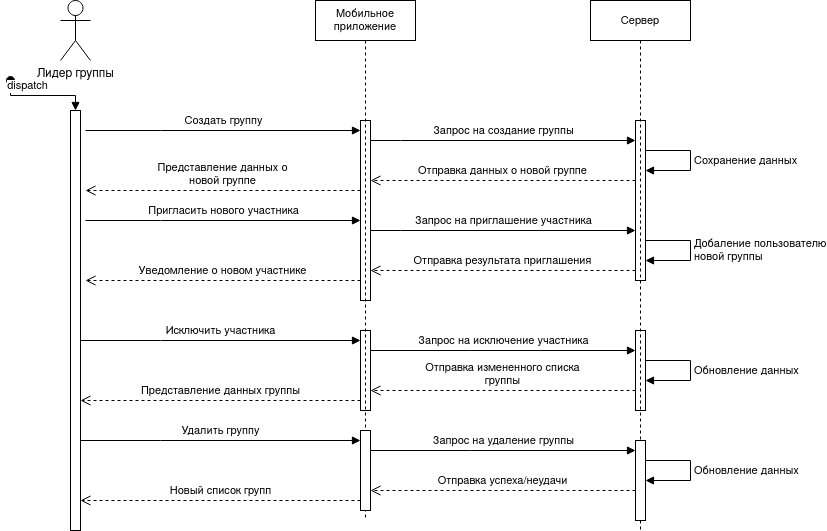 Мобильное
приложение
Сервер
Лидер группы
dispatch
Создать группу
Запрос на создание группы
Сохранение данных
Представление данных о
новой группе
Отправка данных о новой группе
Пригласить нового участника
Запрос на приглашение участника
Добаление пользователю
новой группы
Уведомление о новом участнике
Отправка результата приглашения
Исключить участника
Запрос на исключение участника
Отправка измененного списка
группы
Обновление данных
Представление данных группы
Удалить группу
Запрос на удаление группы
Обновление данных
Отправка успеха/неудачи
Новый список групп